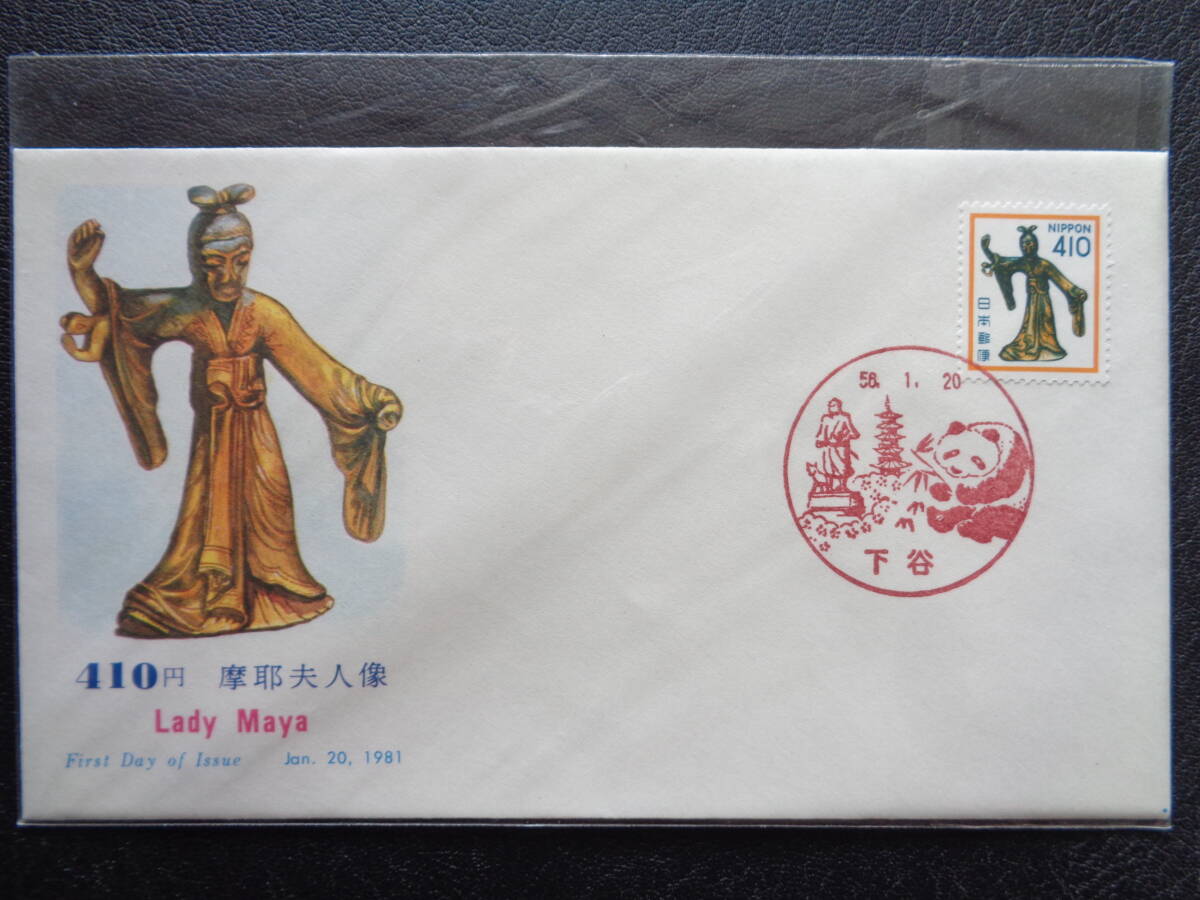 NIPPON
410
日本郵便
56. 1. 20
下谷
410円 摩耶夫人像
Lady Maya
First Day of Issue Jan. 20, 1981